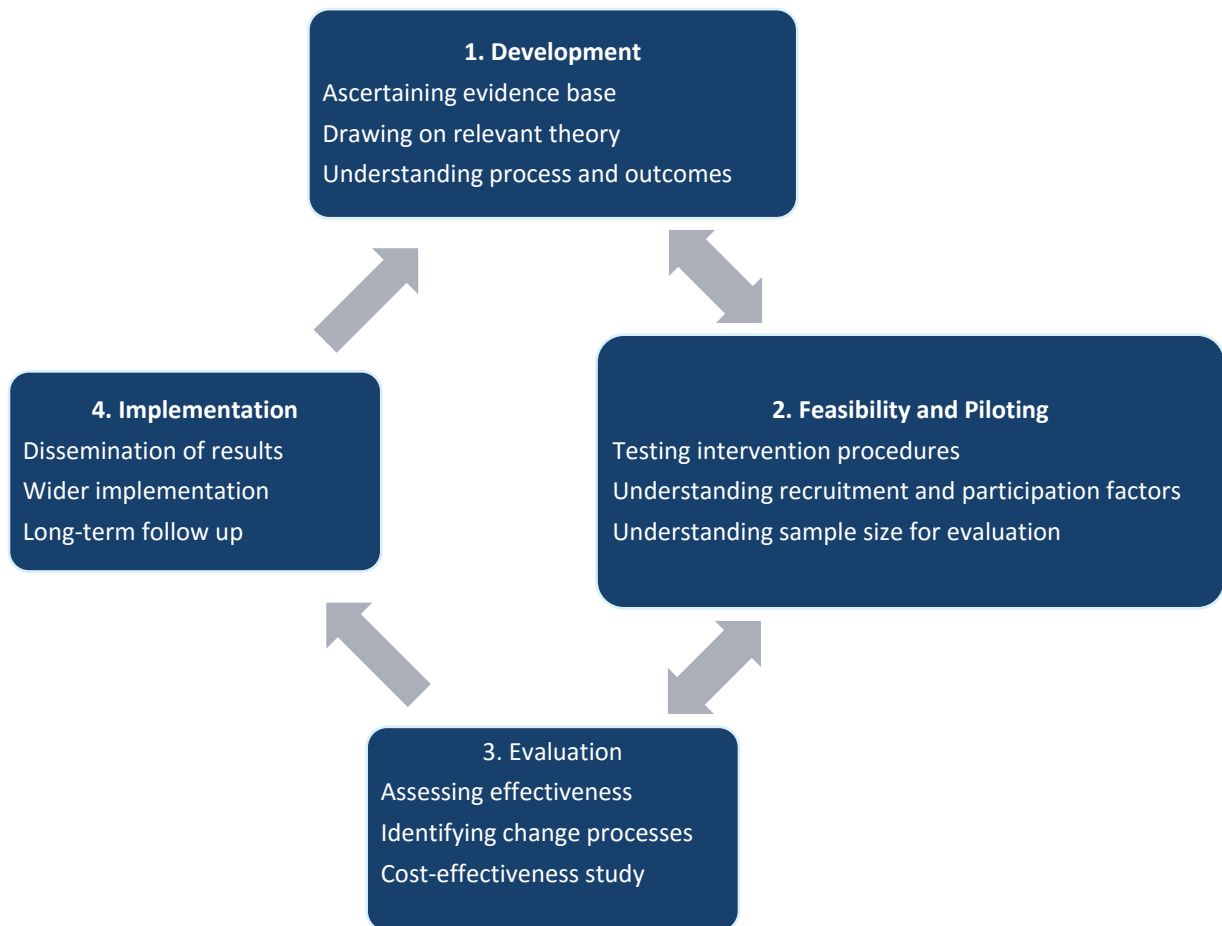 1. Development
Ascertaining evidence base
Drawing on relevant theory
Understanding process and outcomes
2. Feasibility and Piloting
Testing intervention procedures
Understanding recruitment and participation factors
Understanding sample size for evaluation
3. Evaluation
Assessing effectiveness
Identifying change processes
Cost-effectiveness study
4. Implementation
Dissemination of results
Wider implementation
Long-term follow up